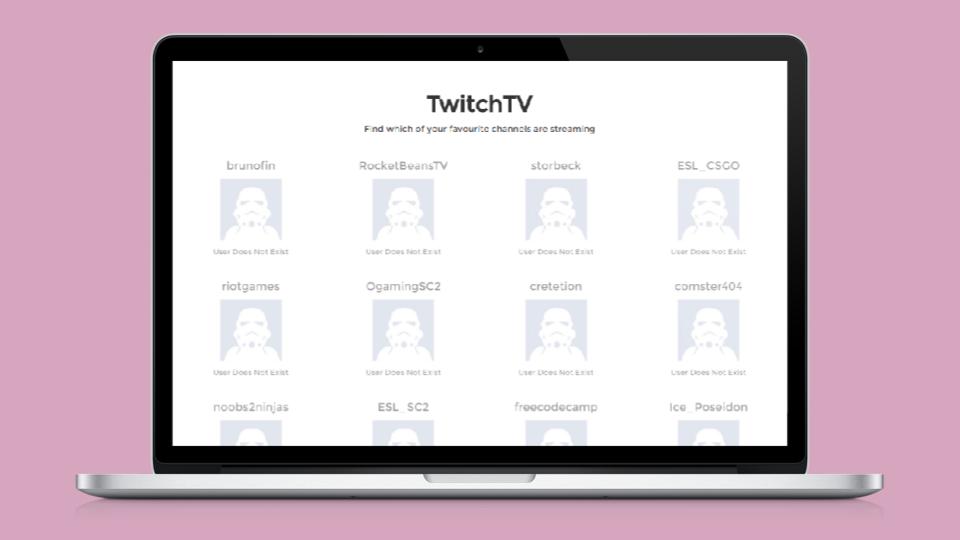 TwitchTV
Find which of your favourite channels are streaming
brunofin RocketBeansTV storbeck ESL_CSGO
User Does Not Exist User Does Not Exist User Does Not Exist User Does Not Exist
riotgames OgamingSC2 cretetion comster404
User Does Not Exist User Does Not Exist User Does Not Exist User Does Not Exist
noobs2ninjas ESL_SC2 freecodecamp Ice_Poseidon